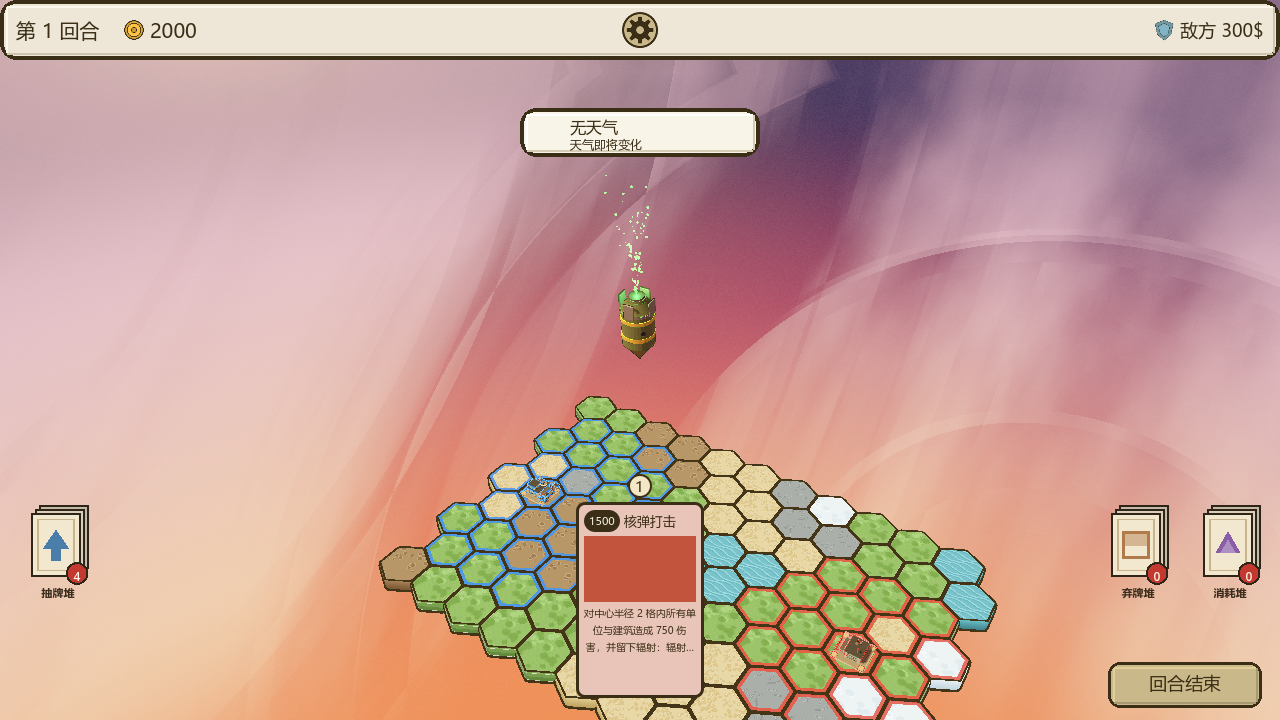 第 1 回合
2000
敌方 300$
无天气
天气即将变化
1
1500 核弹打击
对中心半径 2 格内所有单
位与建筑造成 750 伤
害，并留下辐射：辐射...
4
抽牌堆
0
弃牌堆
0
消耗堆
回合结束